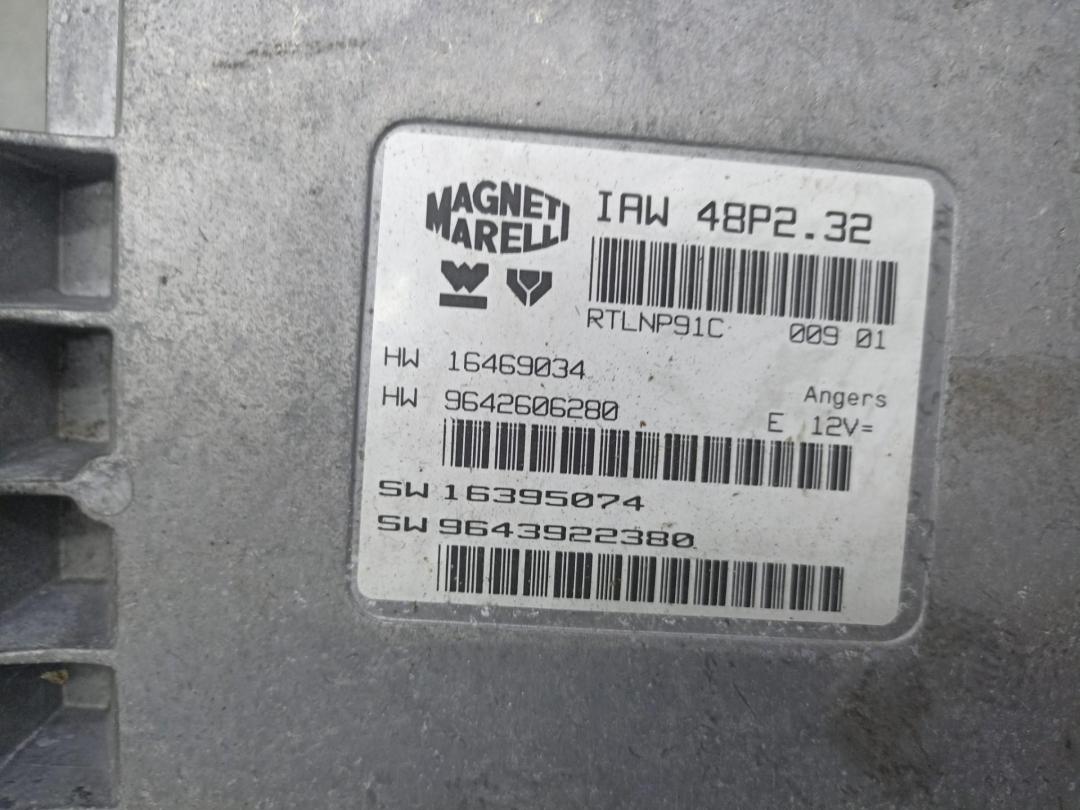 MAGNETI
MARELLI
IAW 48P2.32
RTLNP91C 009 01
HW 16469034
HW 9642606280
Angers
E 12V=
SW 16395074
SW 9643922380